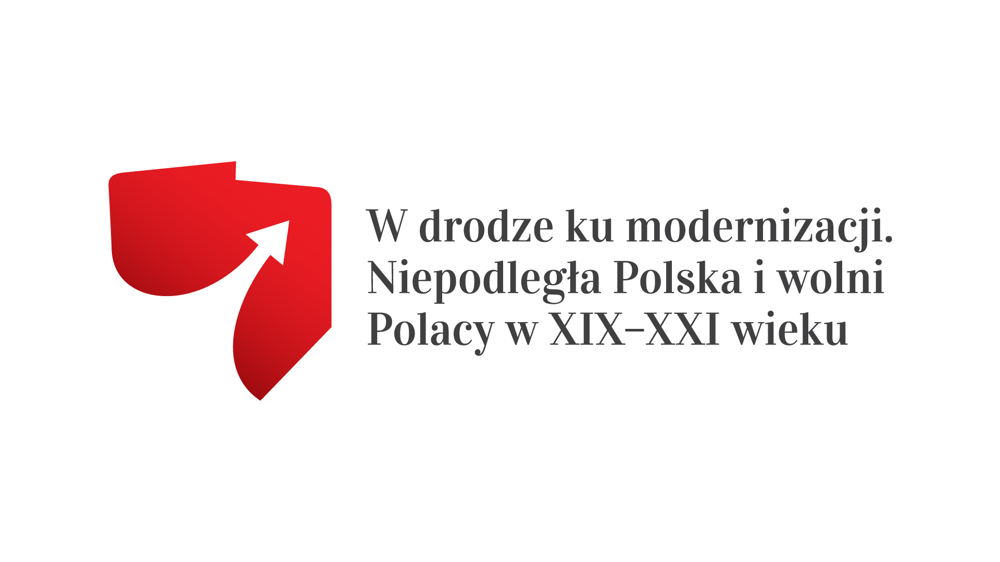 W drodze ku modernizacji.
Niepodległa Polska i wolni
Polacy w XIX–XXI wieku